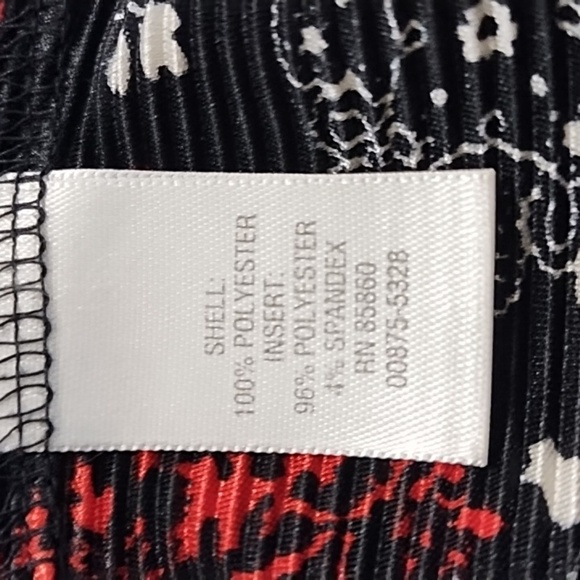 SHELL:
100% POLYESTER
INSERT:
96% POLYESTER
4% SPANDEX
RN 85860
00875-5328